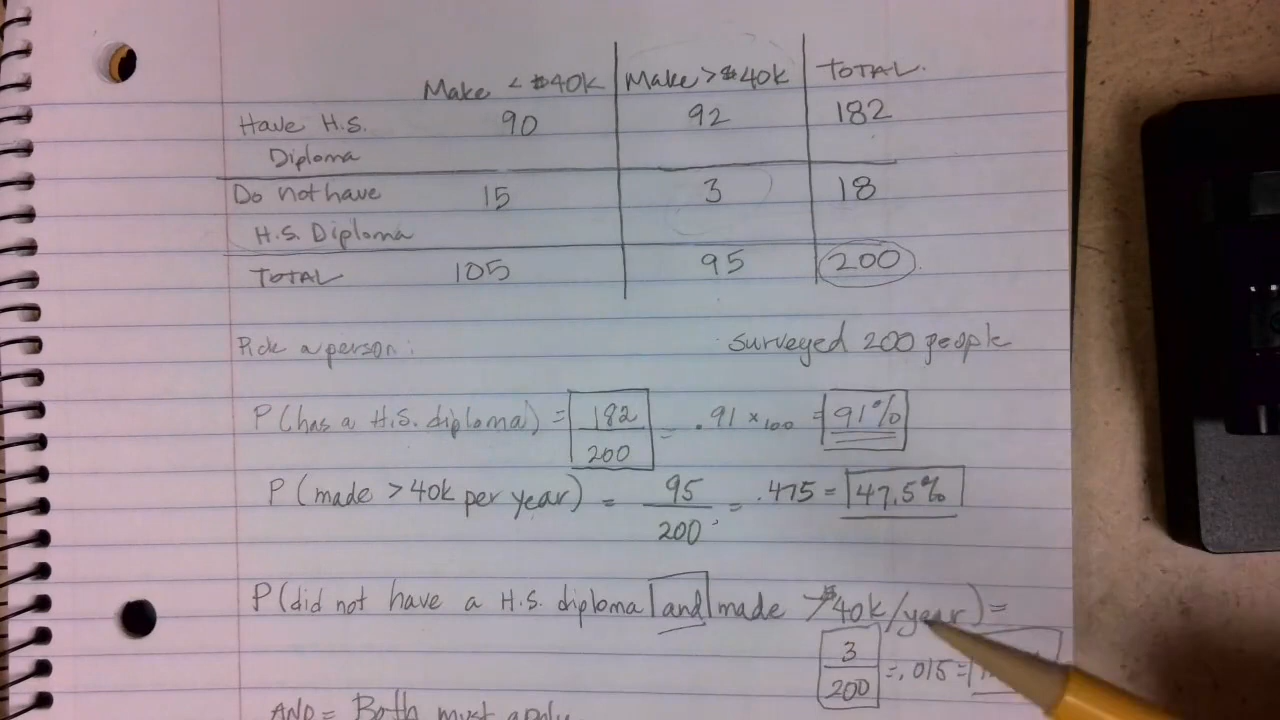 Make < $40k Make > $40k TOTAL.
Have H.S. 90 92 182
Diploma
Do not have 15 3 18
H.S. Diploma
TOTAL 105 95 200
Pick a person: surveyed 200 people
P(has a H.S. diploma) = 182/200 = .91 × 100 = 91%
P(made > 40k per year) = 95/200 = .475 = 47.5%
P(did not have a H.S. diploma and made > $40k/year) =
3/200 = .015 =
AND = Both must apply